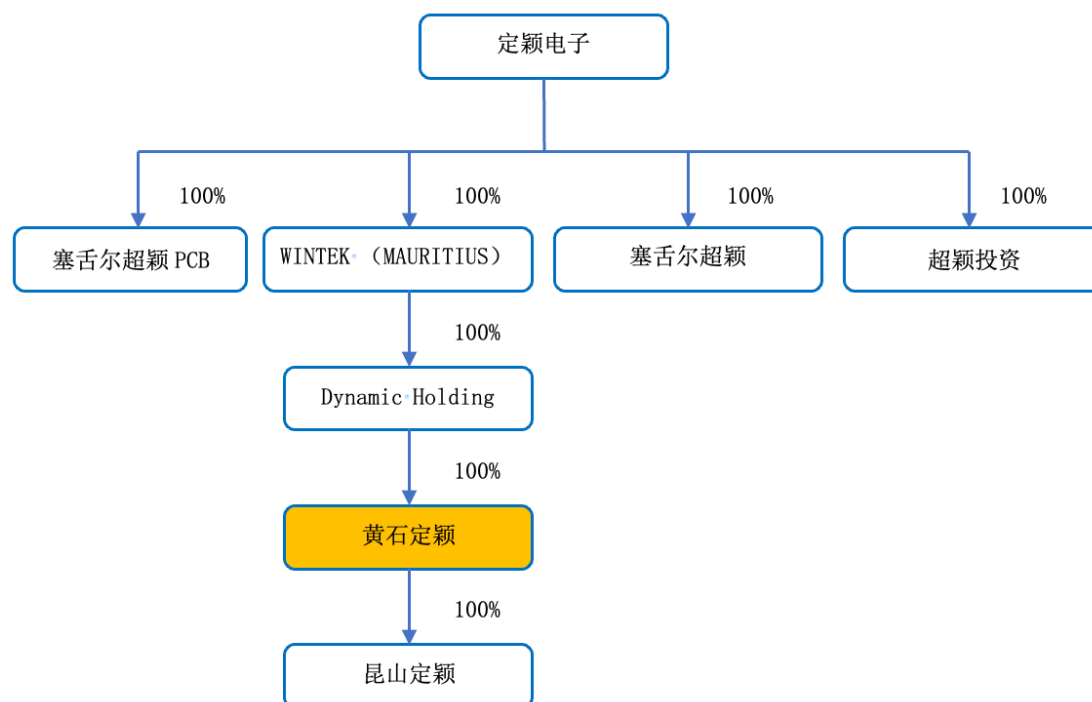 定颖电子
100%
100%
100%
100%
塞舌尔超颖 PCB
WINTEK （MAURITIUS）
塞舌尔超颖
超颖投资
100%
Dynamic Holding
100%
黄石定颖
100%
昆山定颖